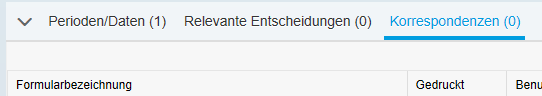 Perioden/Daten (1) Relevante Entscheidungen (0) Korrespondenzen (0)
Formularbezeichnung Gedruckt Benu